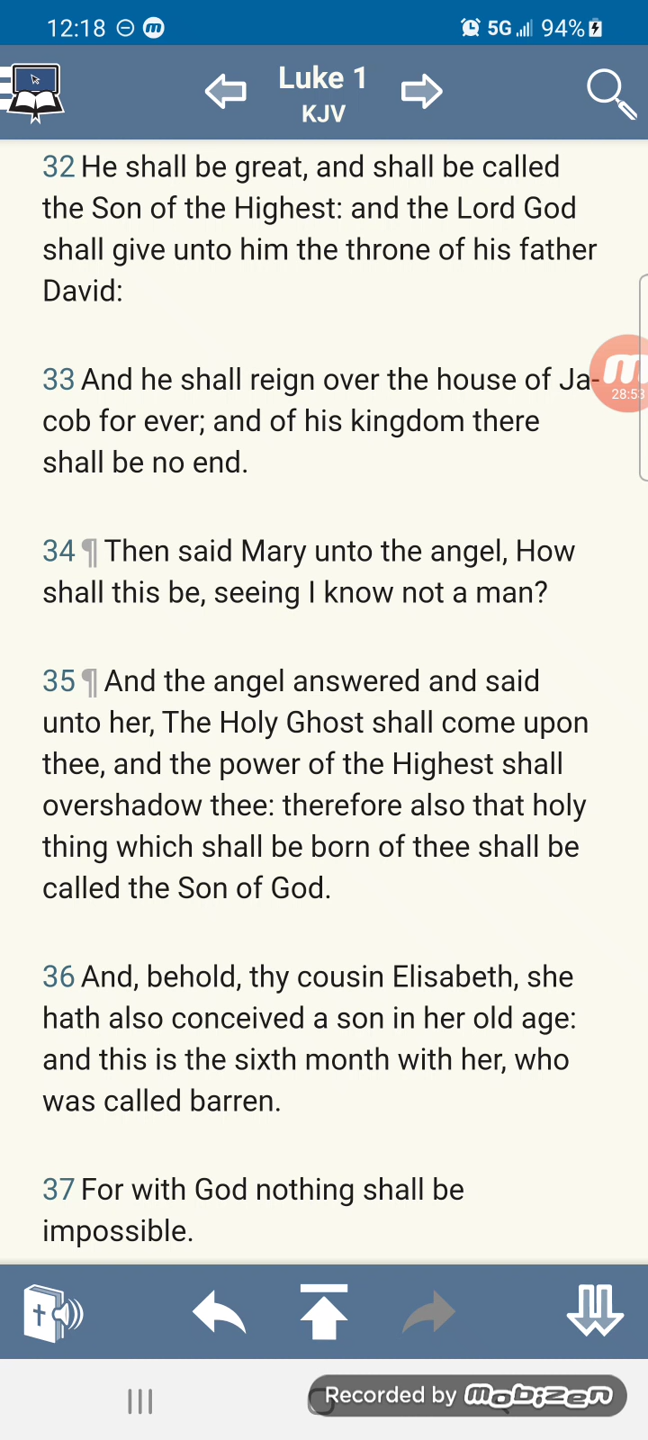 12:18
5G 94%
Luke 1
KJV
32 He shall be great, and shall be called
the Son of the Highest: and the Lord God
shall give unto him the throne of his father
David:
33 And he shall reign over the house of Ja-
28:53
cob for ever; and of his kingdom there
shall be no end.
34 ¶ Then said Mary unto the angel, How
shall this be, seeing I know not a man?
35 ¶ And the angel answered and said
unto her, The Holy Ghost shall come upon
thee, and the power of the Highest shall
overshadow thee: therefore also that holy
thing which shall be born of thee shall be
called the Son of God.
36 And, behold, thy cousin Elisabeth, she
hath also conceived a son in her old age:
and this is the sixth month with her, who
was called barren.
37 For with God nothing shall be
impossible.
Recorded by mobizen